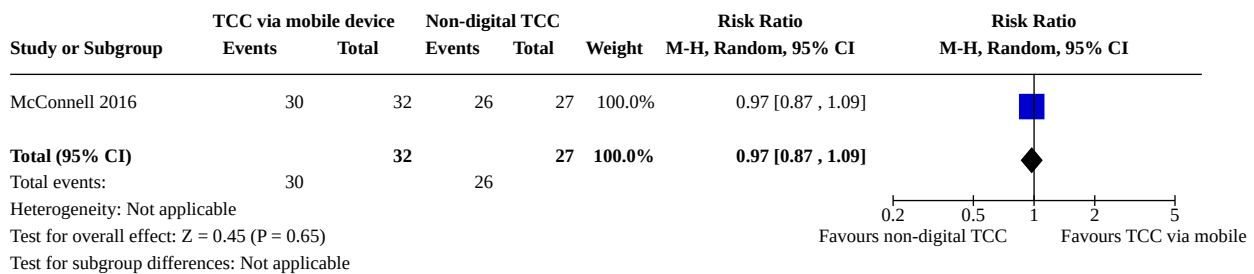 TCC via mobile device Non-digital TCC Risk Ratio Risk Ratio
Study or Subgroup Events Total Events Total Weight M-H, Random, 95% CI M-H, Random, 95% CI
McConnell 2016 30 32 26 27 100.0% 0.97 [0.87 , 1.09]
Total (95% CI) 32 27 100.0% 0.97 [0.87 , 1.09]
Total events: 30 26
Heterogeneity: Not applicable
0.2 0.5 1 2 5
Test for overall effect: Z = 0.45 (P = 0.65) Favours non-digital TCC Favours TCC via mobile
Test for subgroup differences: Not applicable